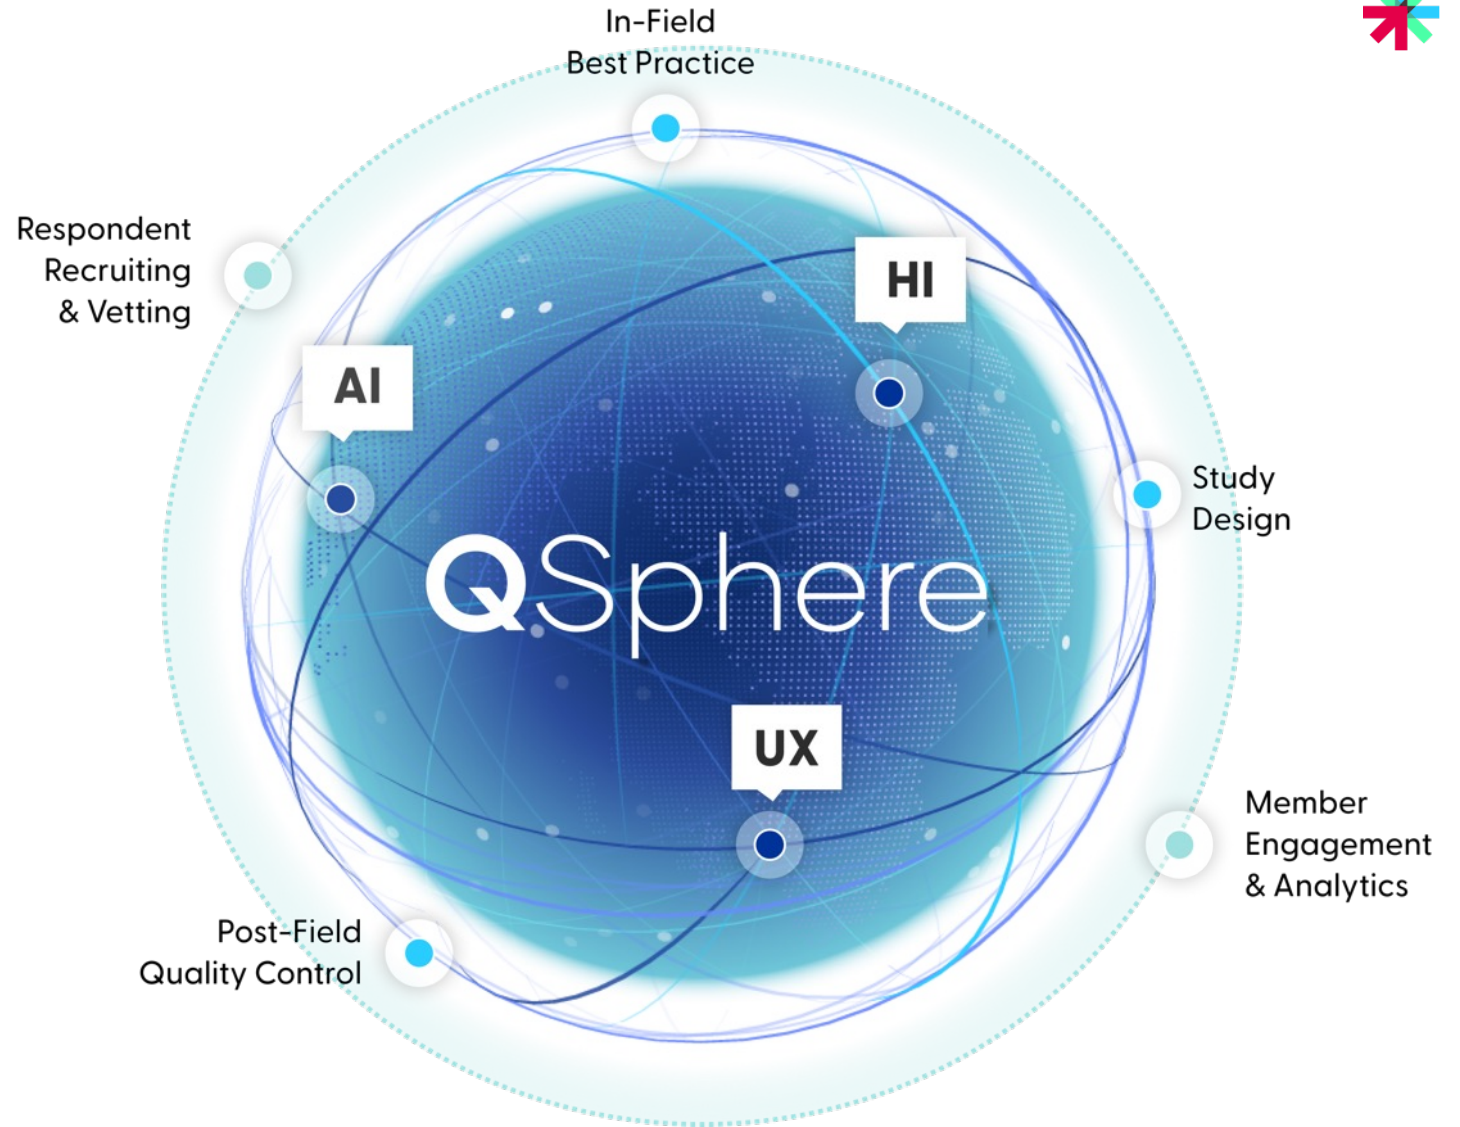 In-Field
Best Practice
Respondent
Recruiting
& Vetting
HI
AI
Study
Design
QSphere
UX
Member
Engagement
& Analytics
Post-Field
Quality Control